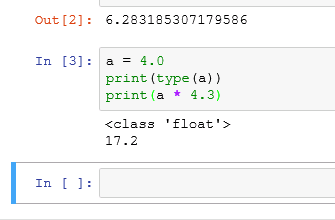 Out[2]: 6.283185307179586
In [3]: a = 4.0
print(type(a))
print(a * 4.3)
<class 'float'>
17.2
In [ ]: